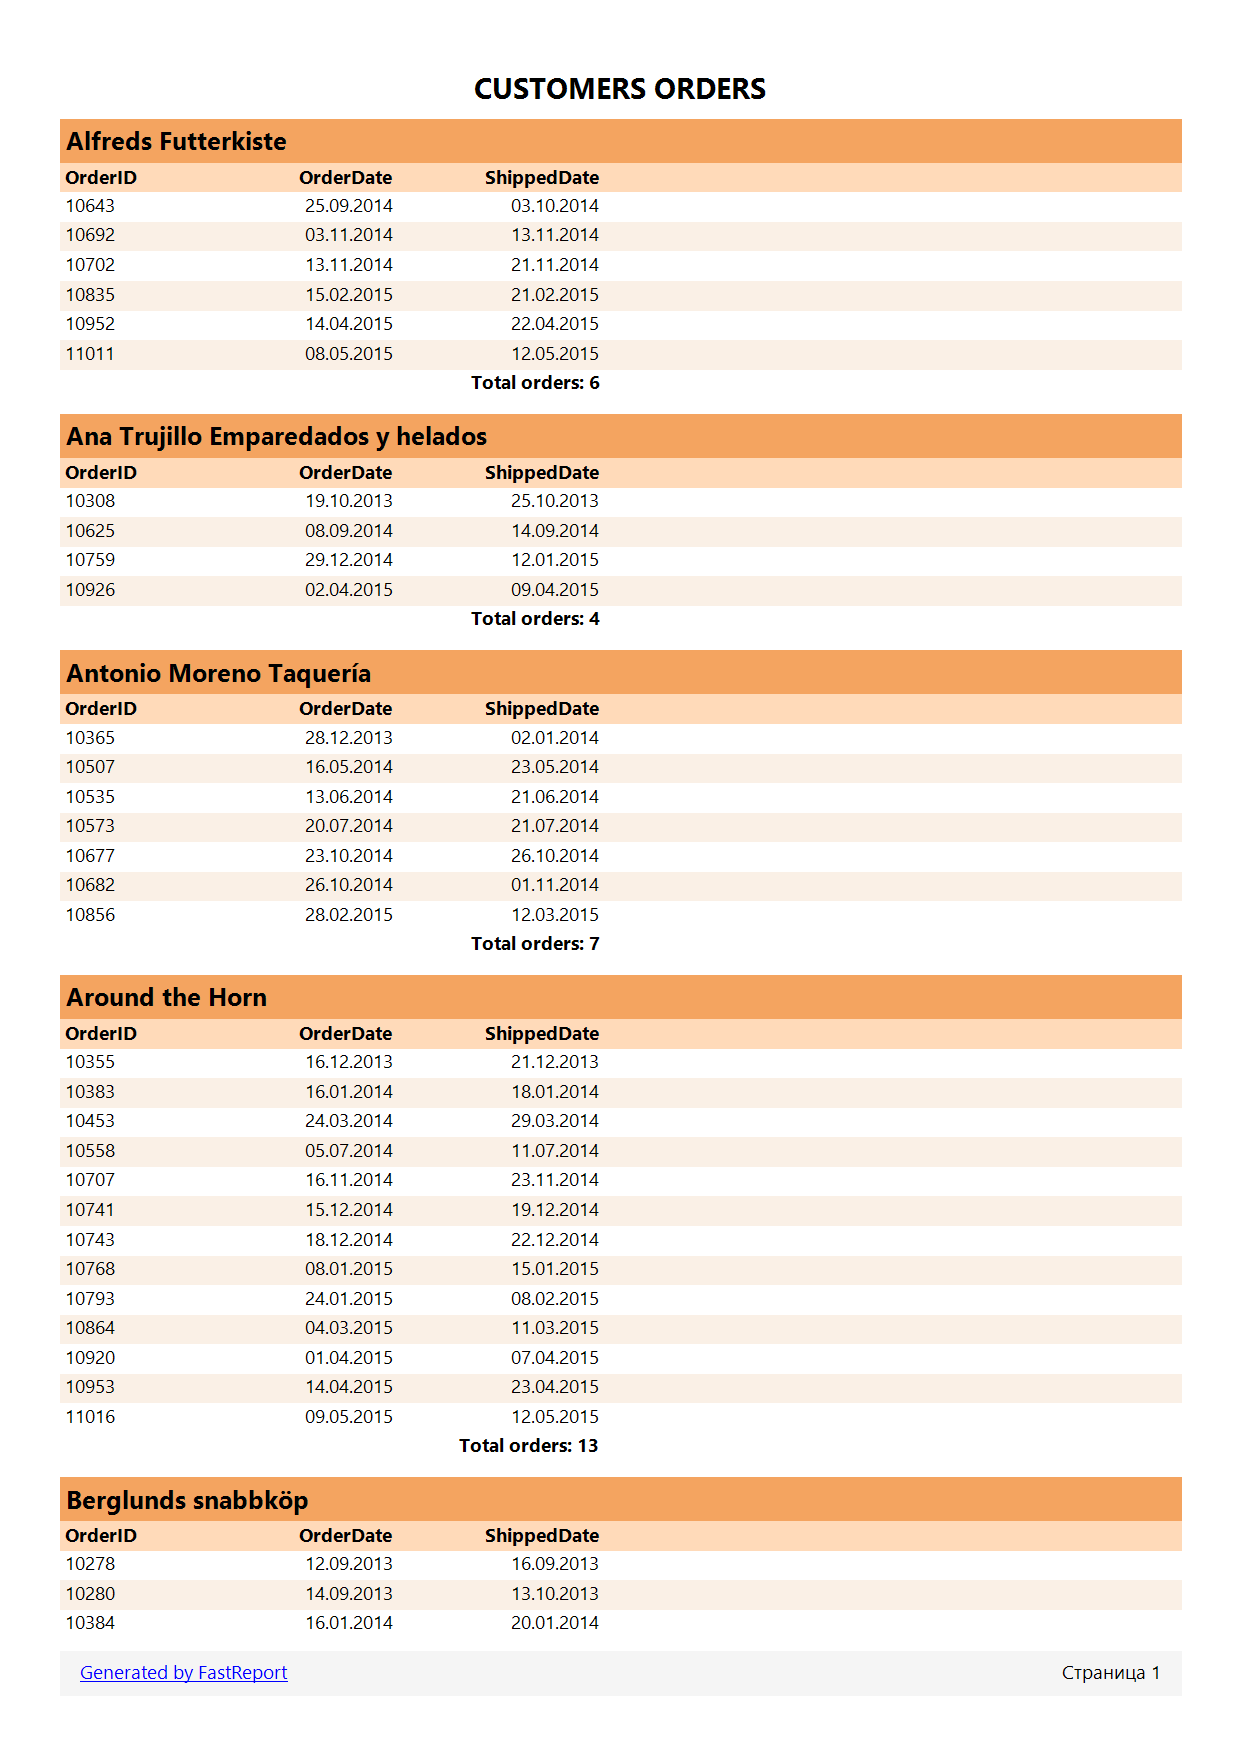 CUSTOMERS ORDERS
Alfreds Futterkiste
OrderID OrderDate ShippedDate
10643 25.09.2014 03.10.2014
10692 03.11.2014 13.11.2014
10702 13.11.2014 21.11.2014
10835 15.02.2015 21.02.2015
10952 14.04.2015 22.04.2015
11011 08.05.2015 12.05.2015
Total orders: 6
Ana Trujillo Emparedados y helados
OrderID OrderDate ShippedDate
10308 19.10.2013 25.10.2013
10625 08.09.2014 14.09.2014
10759 29.12.2014 12.01.2015
10926 02.04.2015 09.04.2015
Total orders: 4
Antonio Moreno Taquería
OrderID OrderDate ShippedDate
10365 28.12.2013 02.01.2014
10507 16.05.2014 23.05.2014
10535 13.06.2014 21.06.2014
10573 20.07.2014 21.07.2014
10677 23.10.2014 26.10.2014
10682 26.10.2014 01.11.2014
10856 28.02.2015 12.03.2015
Total orders: 7
Around the Horn
OrderID OrderDate ShippedDate
10355 16.12.2013 21.12.2013
10383 16.01.2014 18.01.2014
10453 24.03.2014 29.03.2014
10558 05.07.2014 11.07.2014
10707 16.11.2014 23.11.2014
10741 15.12.2014 19.12.2014
10743 18.12.2014 22.12.2014
10768 08.01.2015 15.01.2015
10793 24.01.2015 08.02.2015
10864 04.03.2015 11.03.2015
10920 01.04.2015 07.04.2015
10953 14.04.2015 23.04.2015
11016 09.05.2015 12.05.2015
Total orders: 13
Berglunds snabbköp
OrderID OrderDate ShippedDate
10278 12.09.2013 16.09.2013
10280 14.09.2013 13.10.2013
10384 16.01.2014 20.01.2014
Generated by FastReport Страница 1